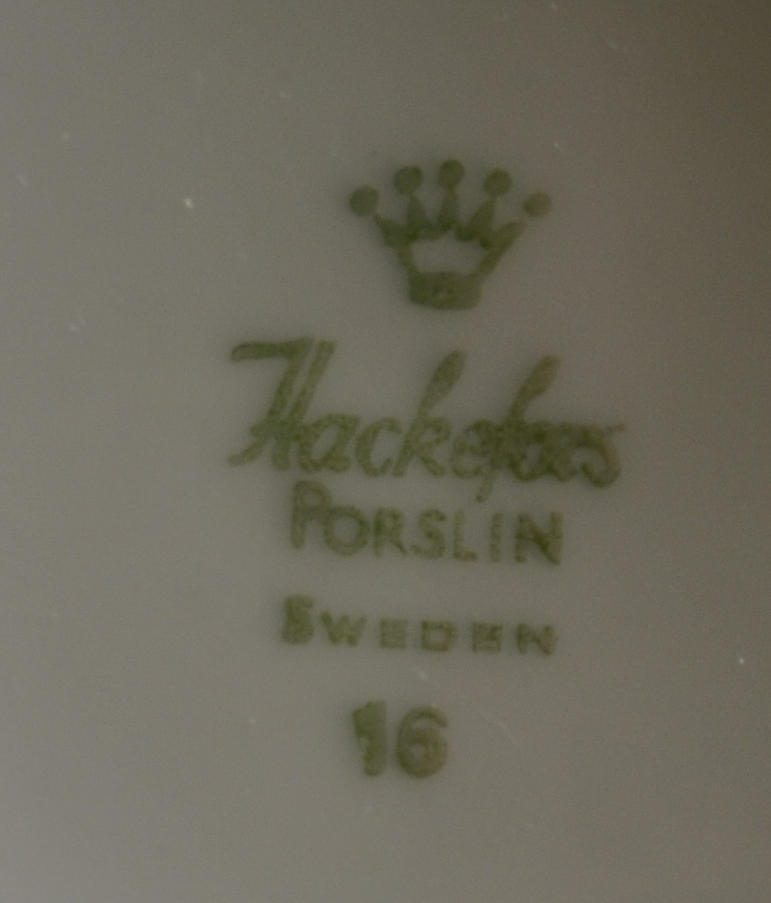 Hackefors
PORSLIN
SWEDEN
16